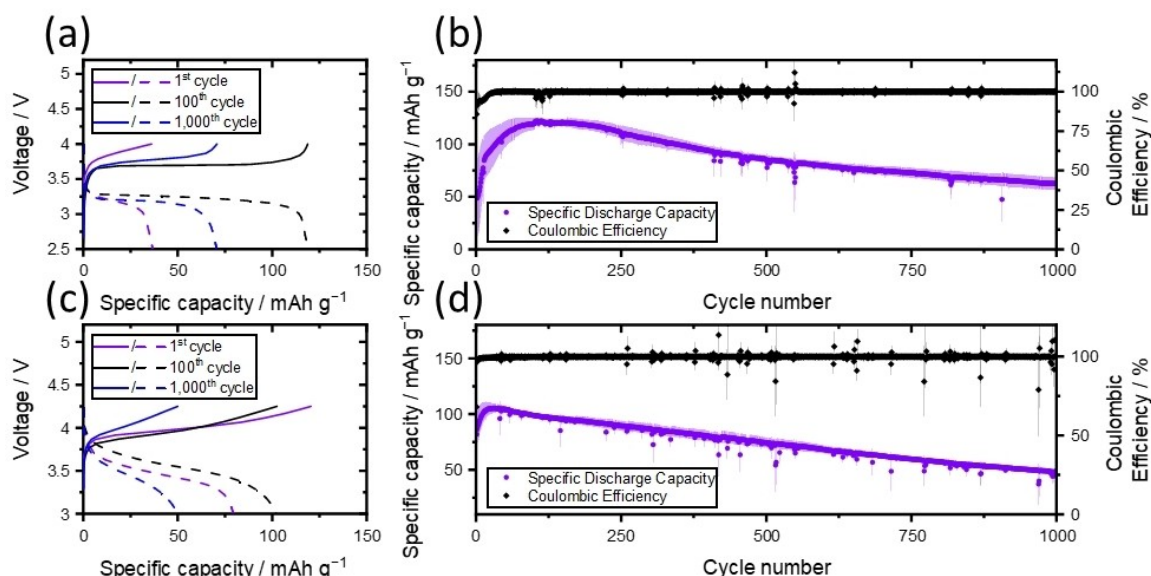 (a)
5
4.5
4
3.5
3
2.5
Voltage / V
/ 1st cycle
/ 100th cycle
/ 1,000th cycle
0 50 100 150
Specific capacity / mAh g−1
(b)
150
100
50
0
Specific capacity / mAh g−1
Specific Discharge Capacity
Coulombic Efficiency
100
75
50
25
0
Coulombic
Efficiency / %
0 250 500 750 1000
Cycle number
(c)
5
4.5
4
3.5
3
Voltage / V
/ 1st cycle
/ 100th cycle
/ 1,000th cycle
0 50 100 150
Specific capacity / mAh g−1
(d)
150
100
50
Specific capacity / mAh g−1
Specific Discharge Capacity
Coulombic Efficiency
100
50
0
Coulombic
Efficiency / %
0 250 500 750 1000
Cycle number